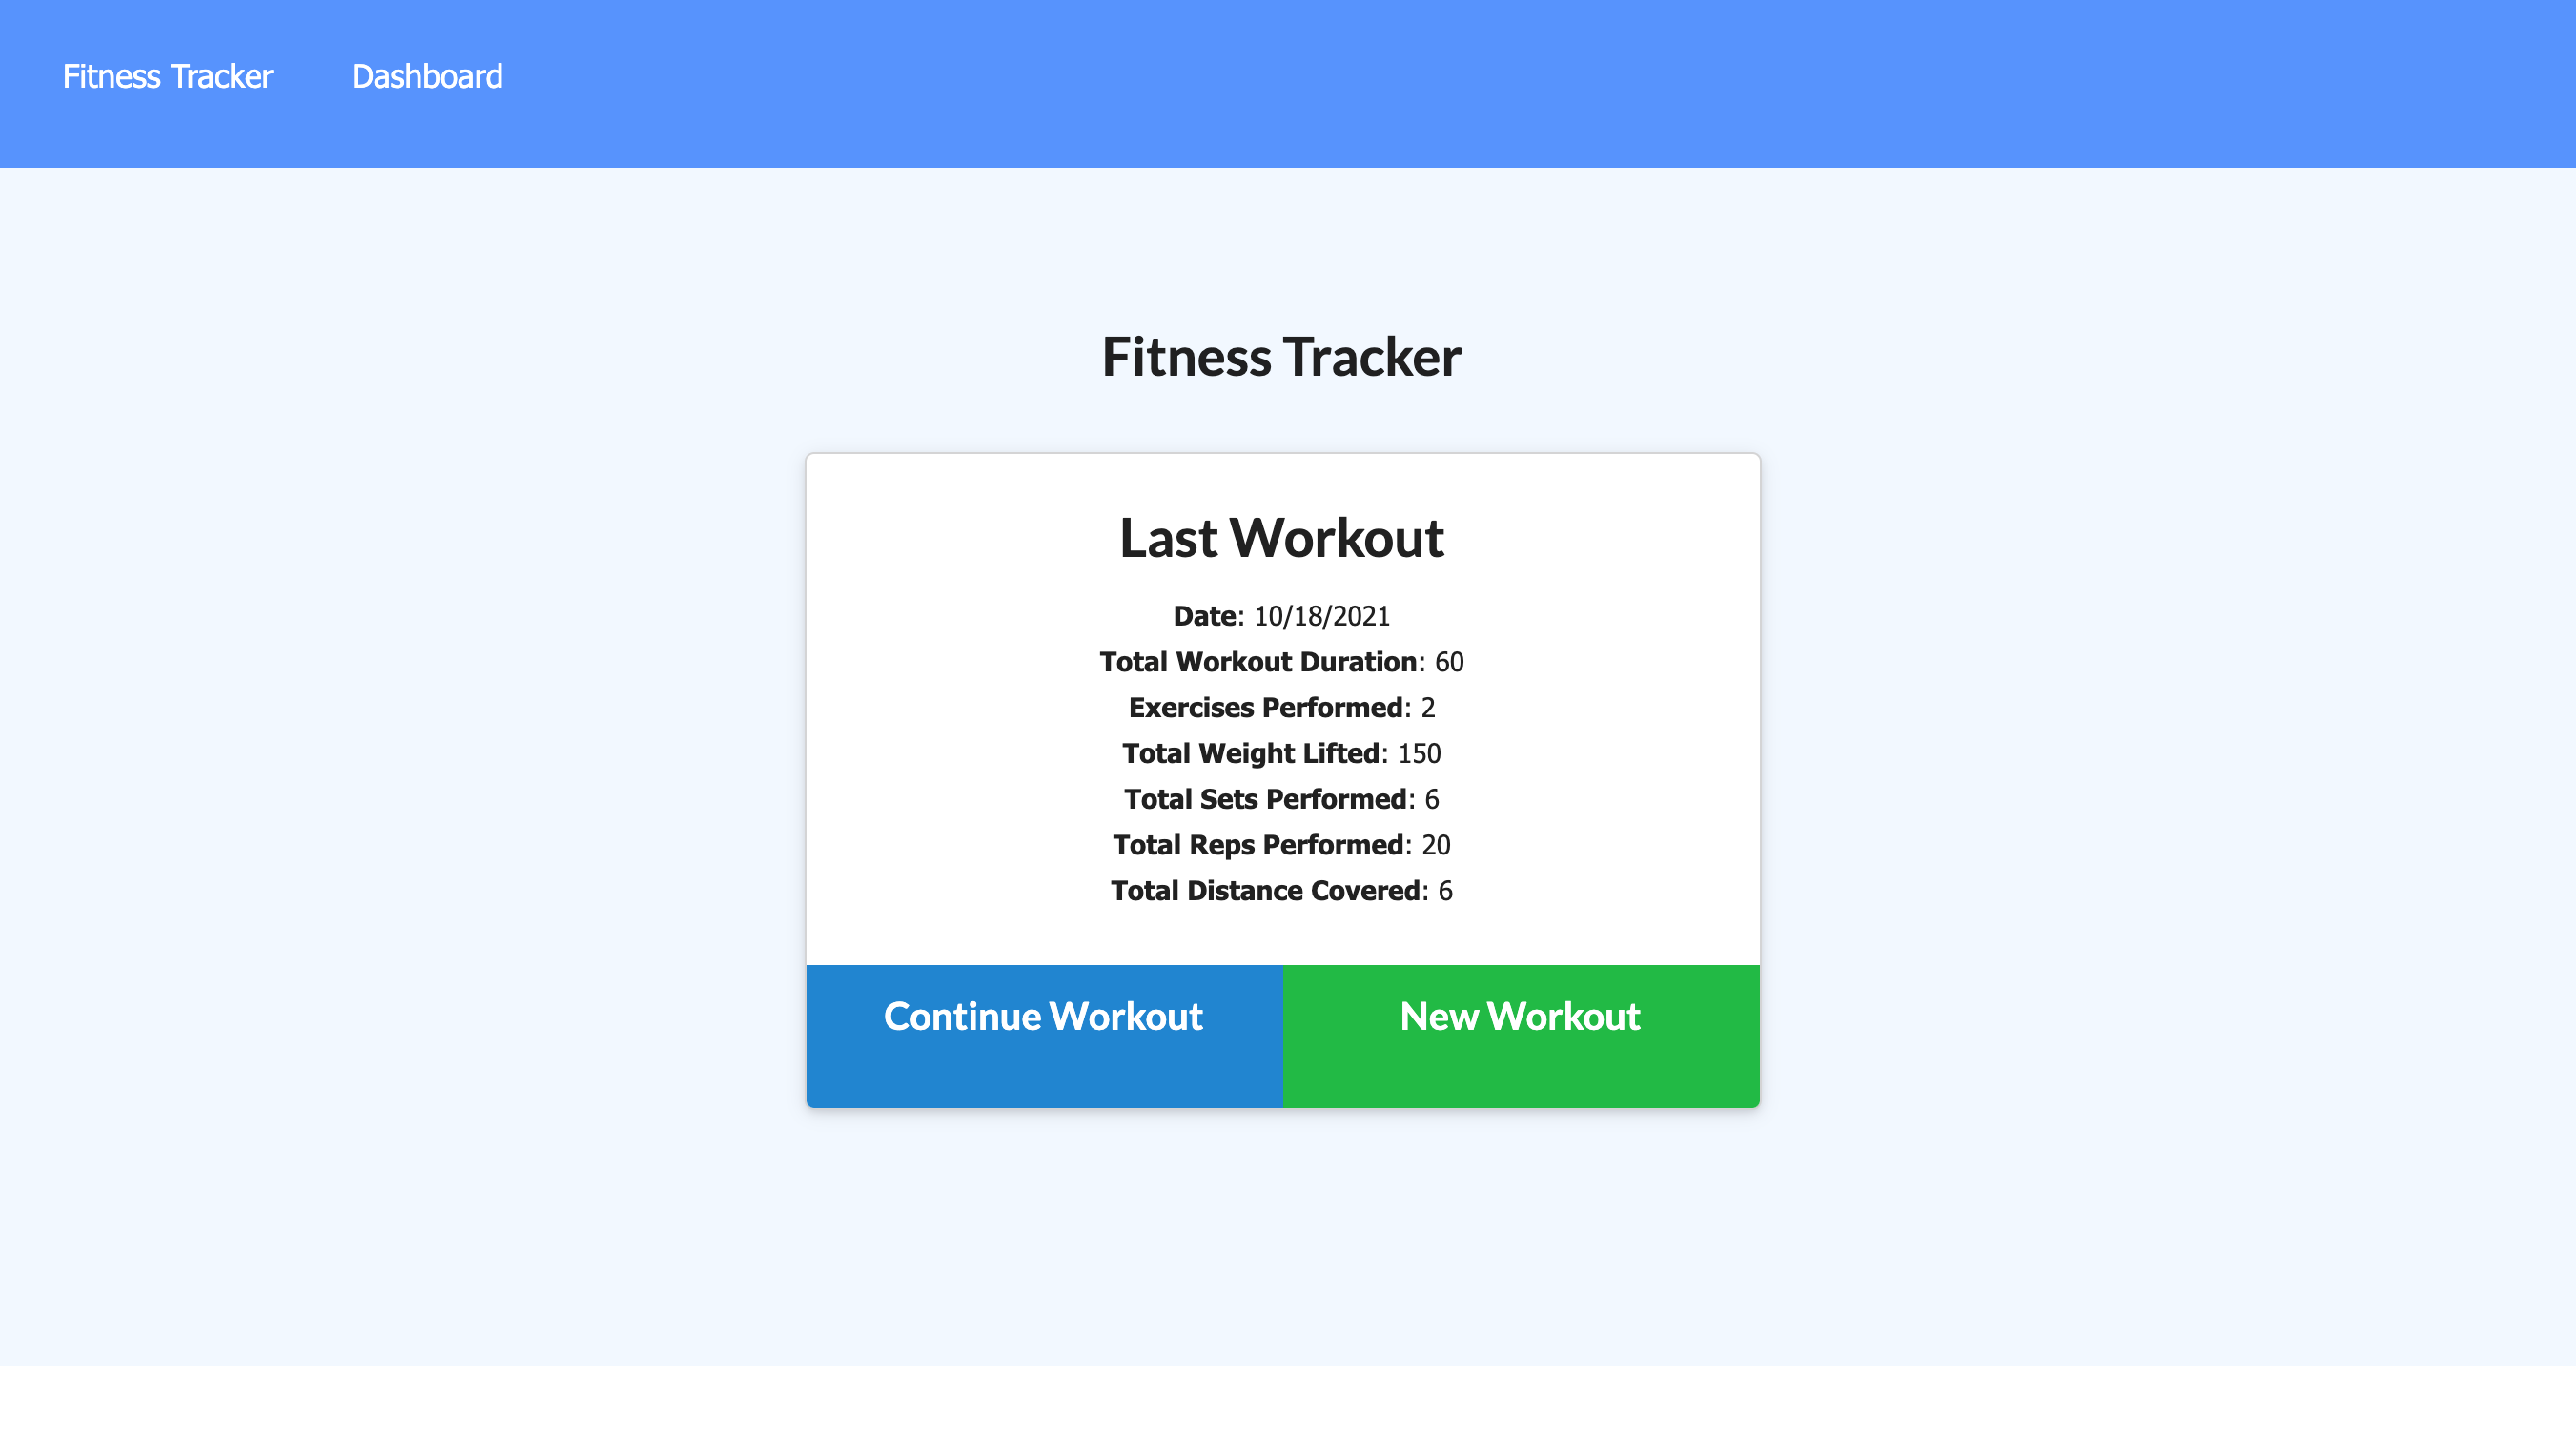 Fitness Tracker Dashboard
Fitness Tracker
Last Workout
Date: 10/18/2021
Total Workout Duration: 60
Exercises Performed: 2
Total Weight Lifted: 150
Total Sets Performed: 6
Total Reps Performed: 20
Total Distance Covered: 6
Continue Workout New Workout